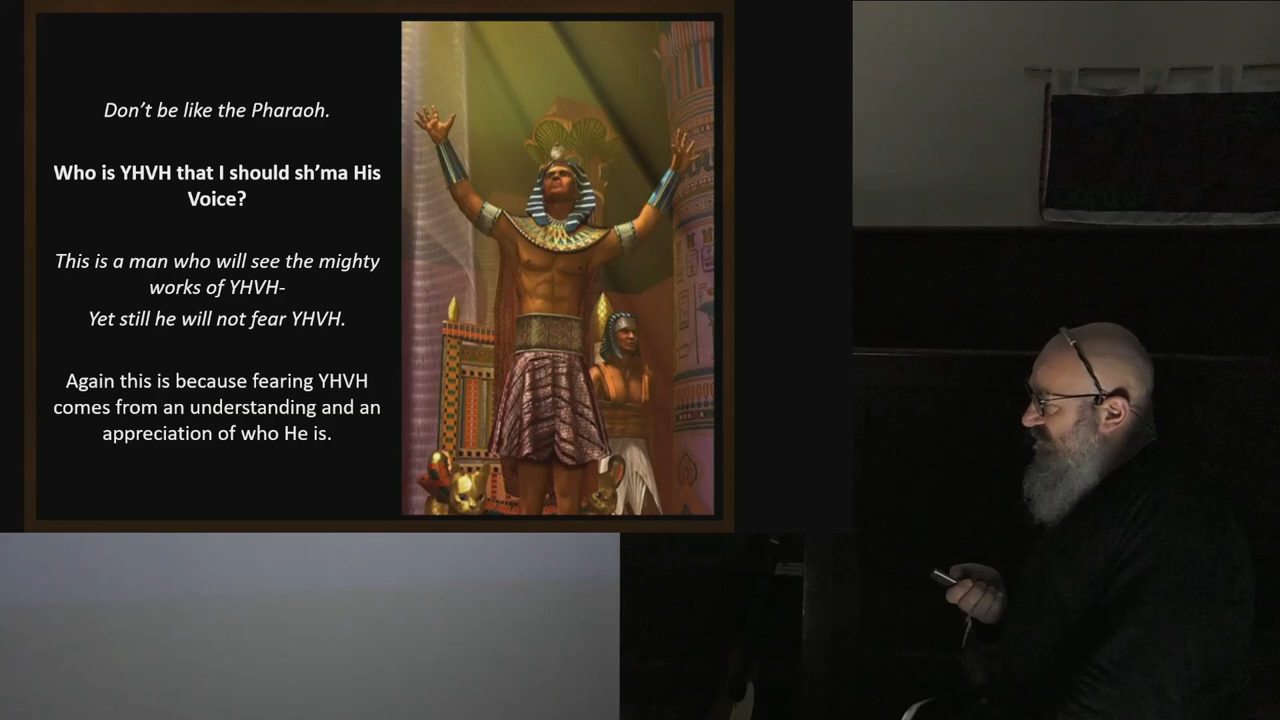 Don’t be like the Pharaoh.
Who is YHVH that I should sh’ma His
Voice?
This is a man who will see the mighty
works of YHVH-
Yet still he will not fear YHVH.
Again this is because fearing YHVH
comes from an understanding and an
appreciation of who He is.